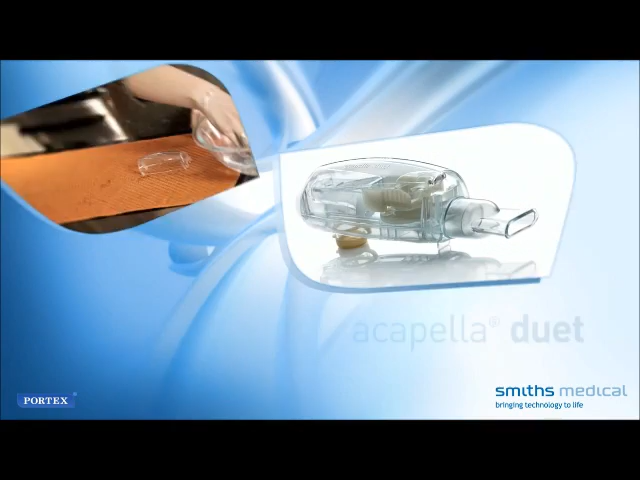 acapella® duet
PORTEX®
smiths medical
bringing technology to life